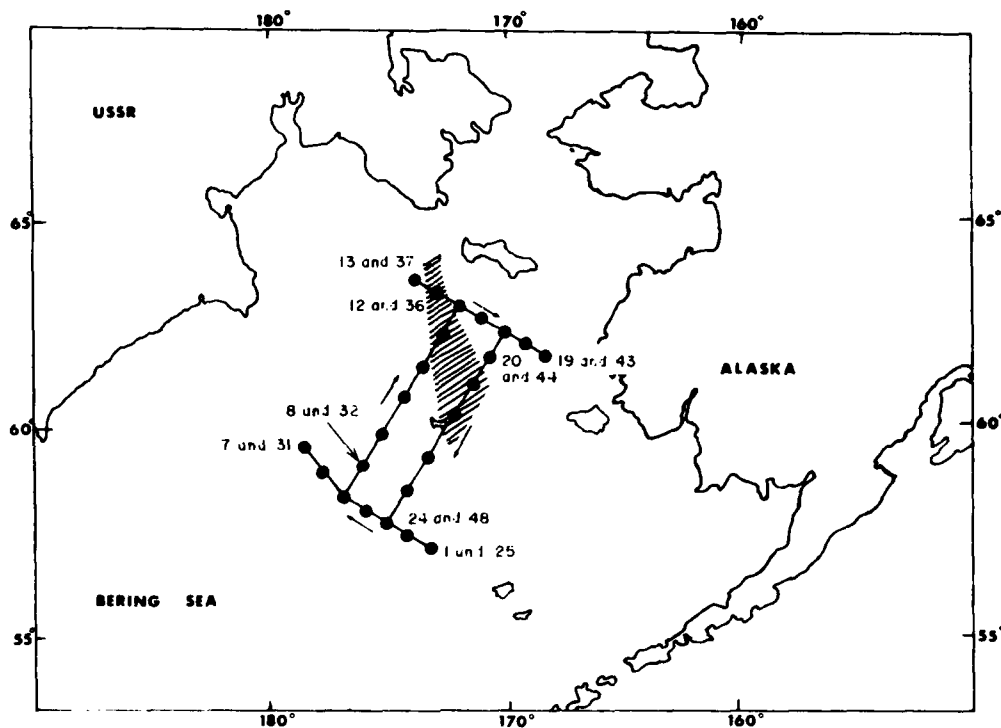 180°
170°
160°
USSR
65°
65°
13 and 37
12 and 36
20
and 44
19 and 43
ALASKA
8 and 32
60°
60°
7 and 31
24 and 48
1 and 25
BERING SEA
55°
55°
180°
170°
160°